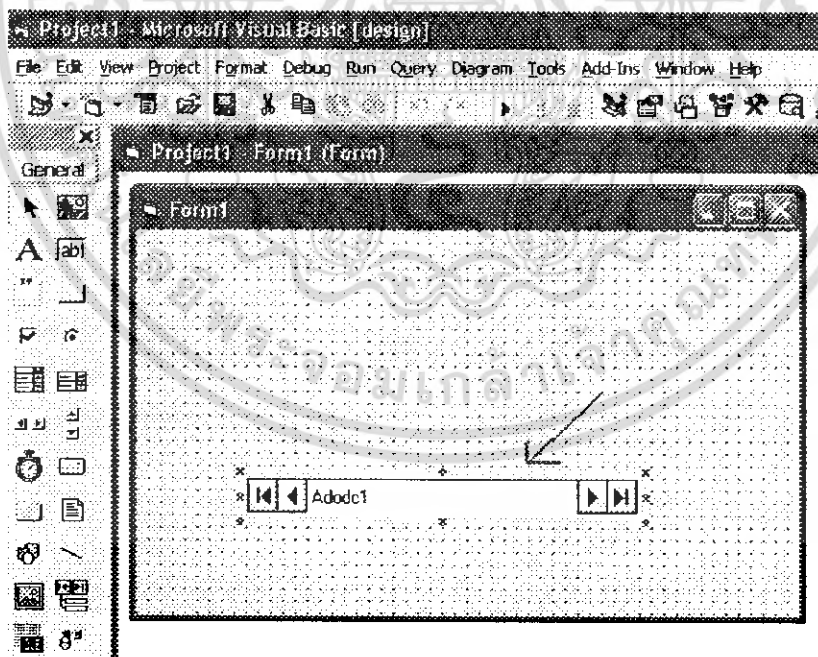 Project1 - Microsoft Visual Basic [design]
File Edit View Project Format Debug Run Query Diagram Tools Add-Ins Window Help
General
Project1 - Form1 (Form)
Form1
A
ab|
Adodc1